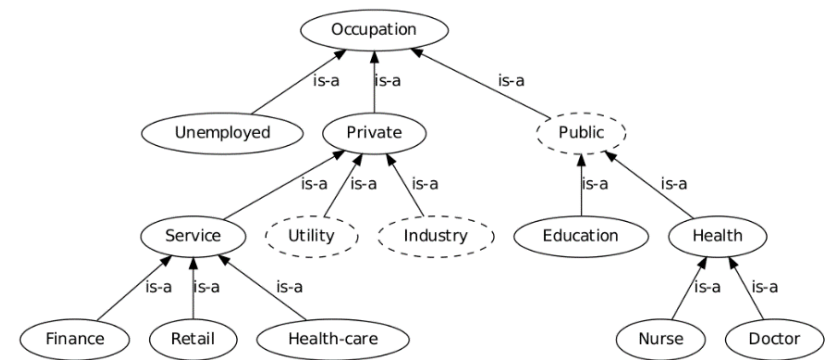 Occupation
is-a is-a is-a
Unemployed Private Public
is-a is-a is-a is-a is-a
Service Utility Industry Education Health
is-a is-a is-a is-a is-a
Finance Retail Health-care Nurse Doctor